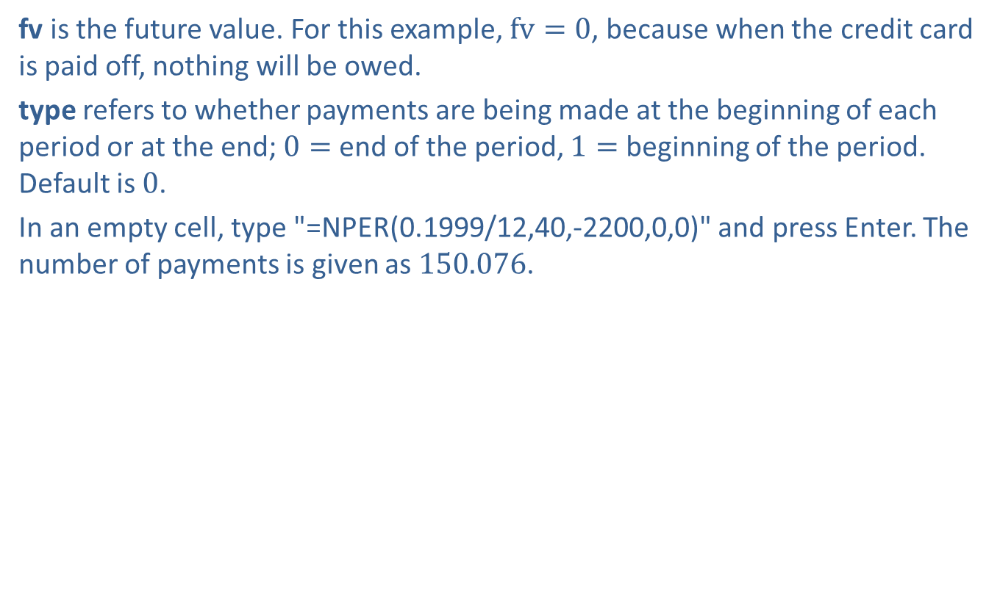 fv is the future value. For this example, fv = 0, because when the credit card
is paid off, nothing will be owed.
type refers to whether payments are being made at the beginning of each
period or at the end; 0 = end of the period, 1 = beginning of the period.
Default is 0.
In an empty cell, type "=NPER(0.1999/12,40,-2200,0,0)" and press Enter. The
number of payments is given as 150.076.